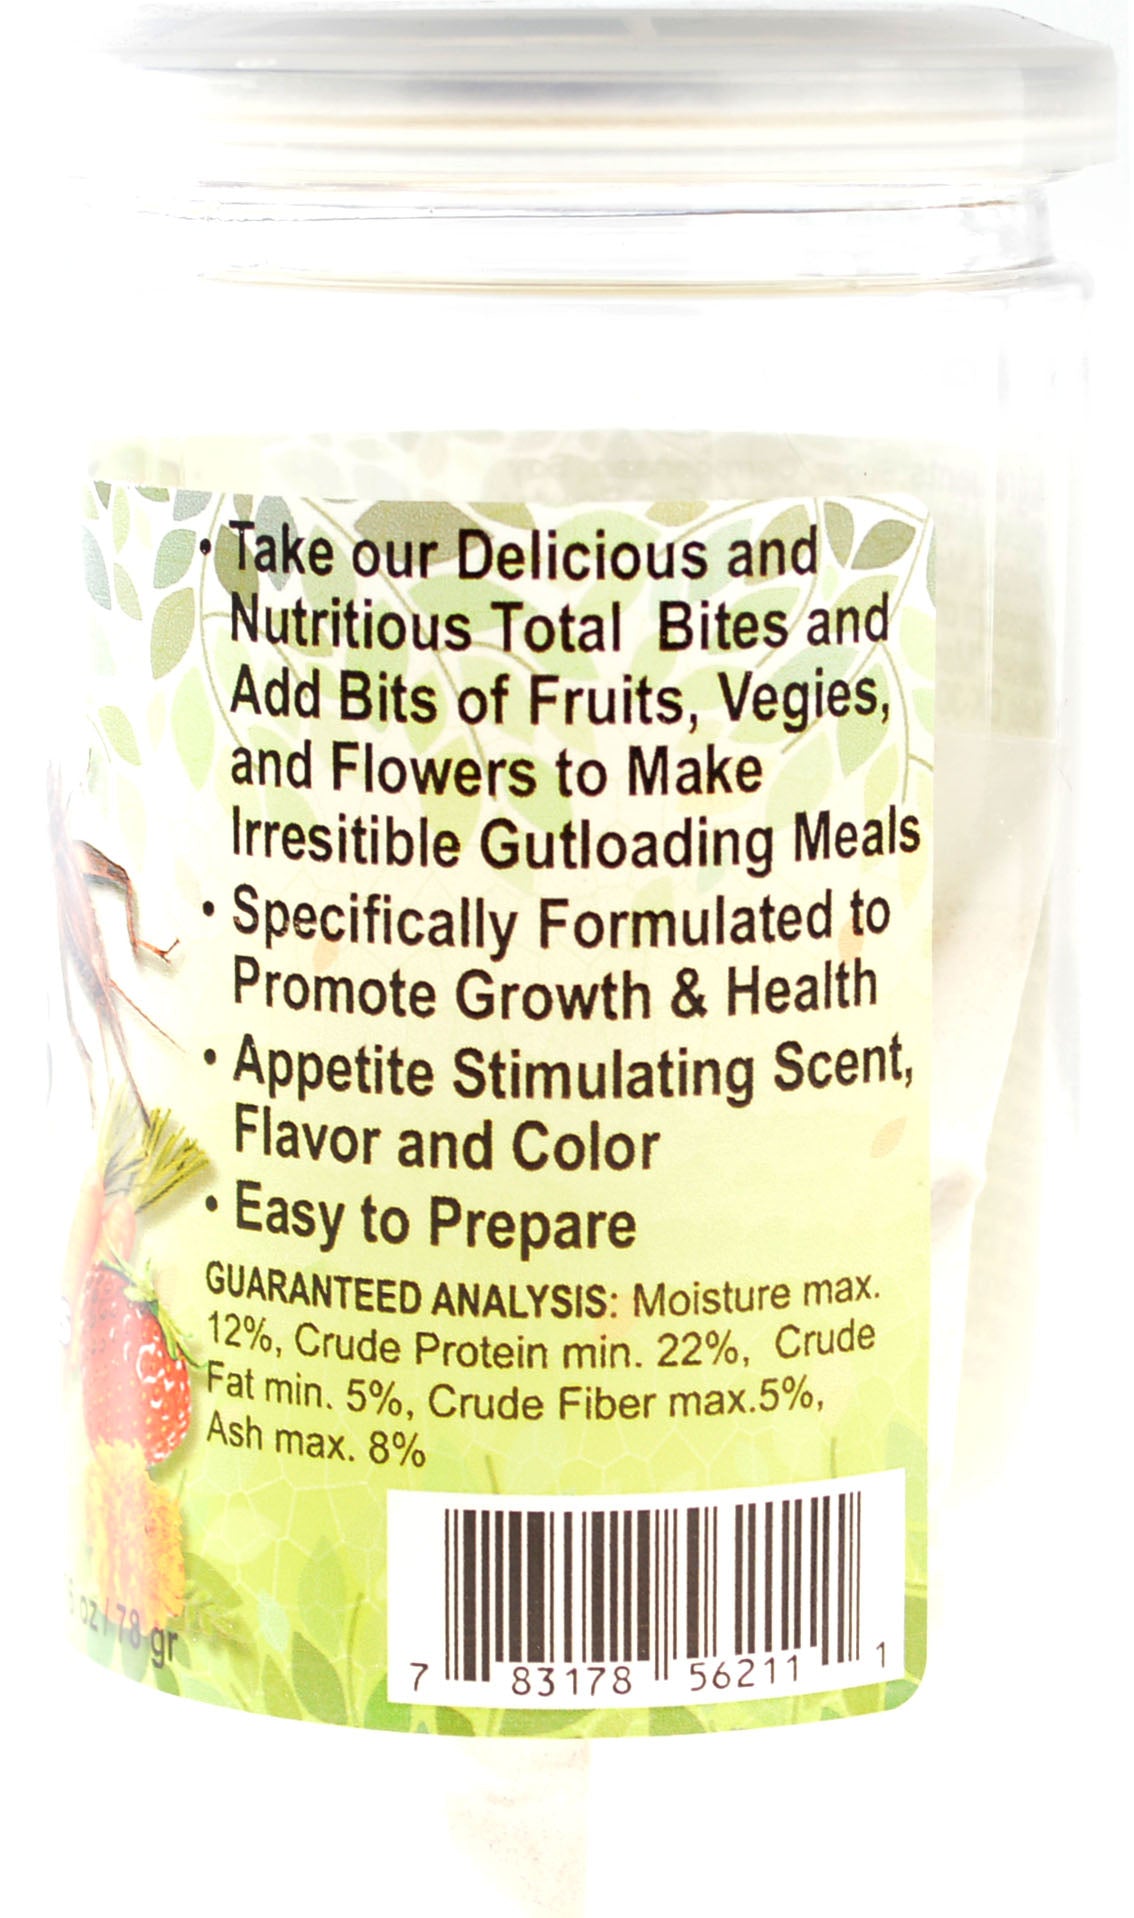 • Take our Delicious and
Nutritious Total Bites and
Add Bits of Fruits, Vegies,
and Flowers to Make
Irresitible Gutloading Meals
• Specifically Formulated to
Promote Growth & Health
• Appetite Stimulating Scent,
Flavor and Color
• Easy to Prepare
GUARANTEED ANALYSIS: Moisture max.
12%, Crude Protein min. 22%, Crude
Fat min. 5%, Crude Fiber max.5%,
Ash max. 8%
oz / 78 gr
7 83178 56211 1